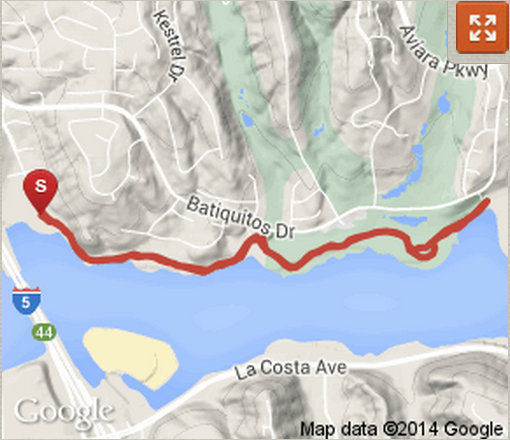 Kestrel Dr
Aviara Pkwy
S
Batiquitos Dr
5
44
La Costa Ave
Google
Map data ©2014 Google